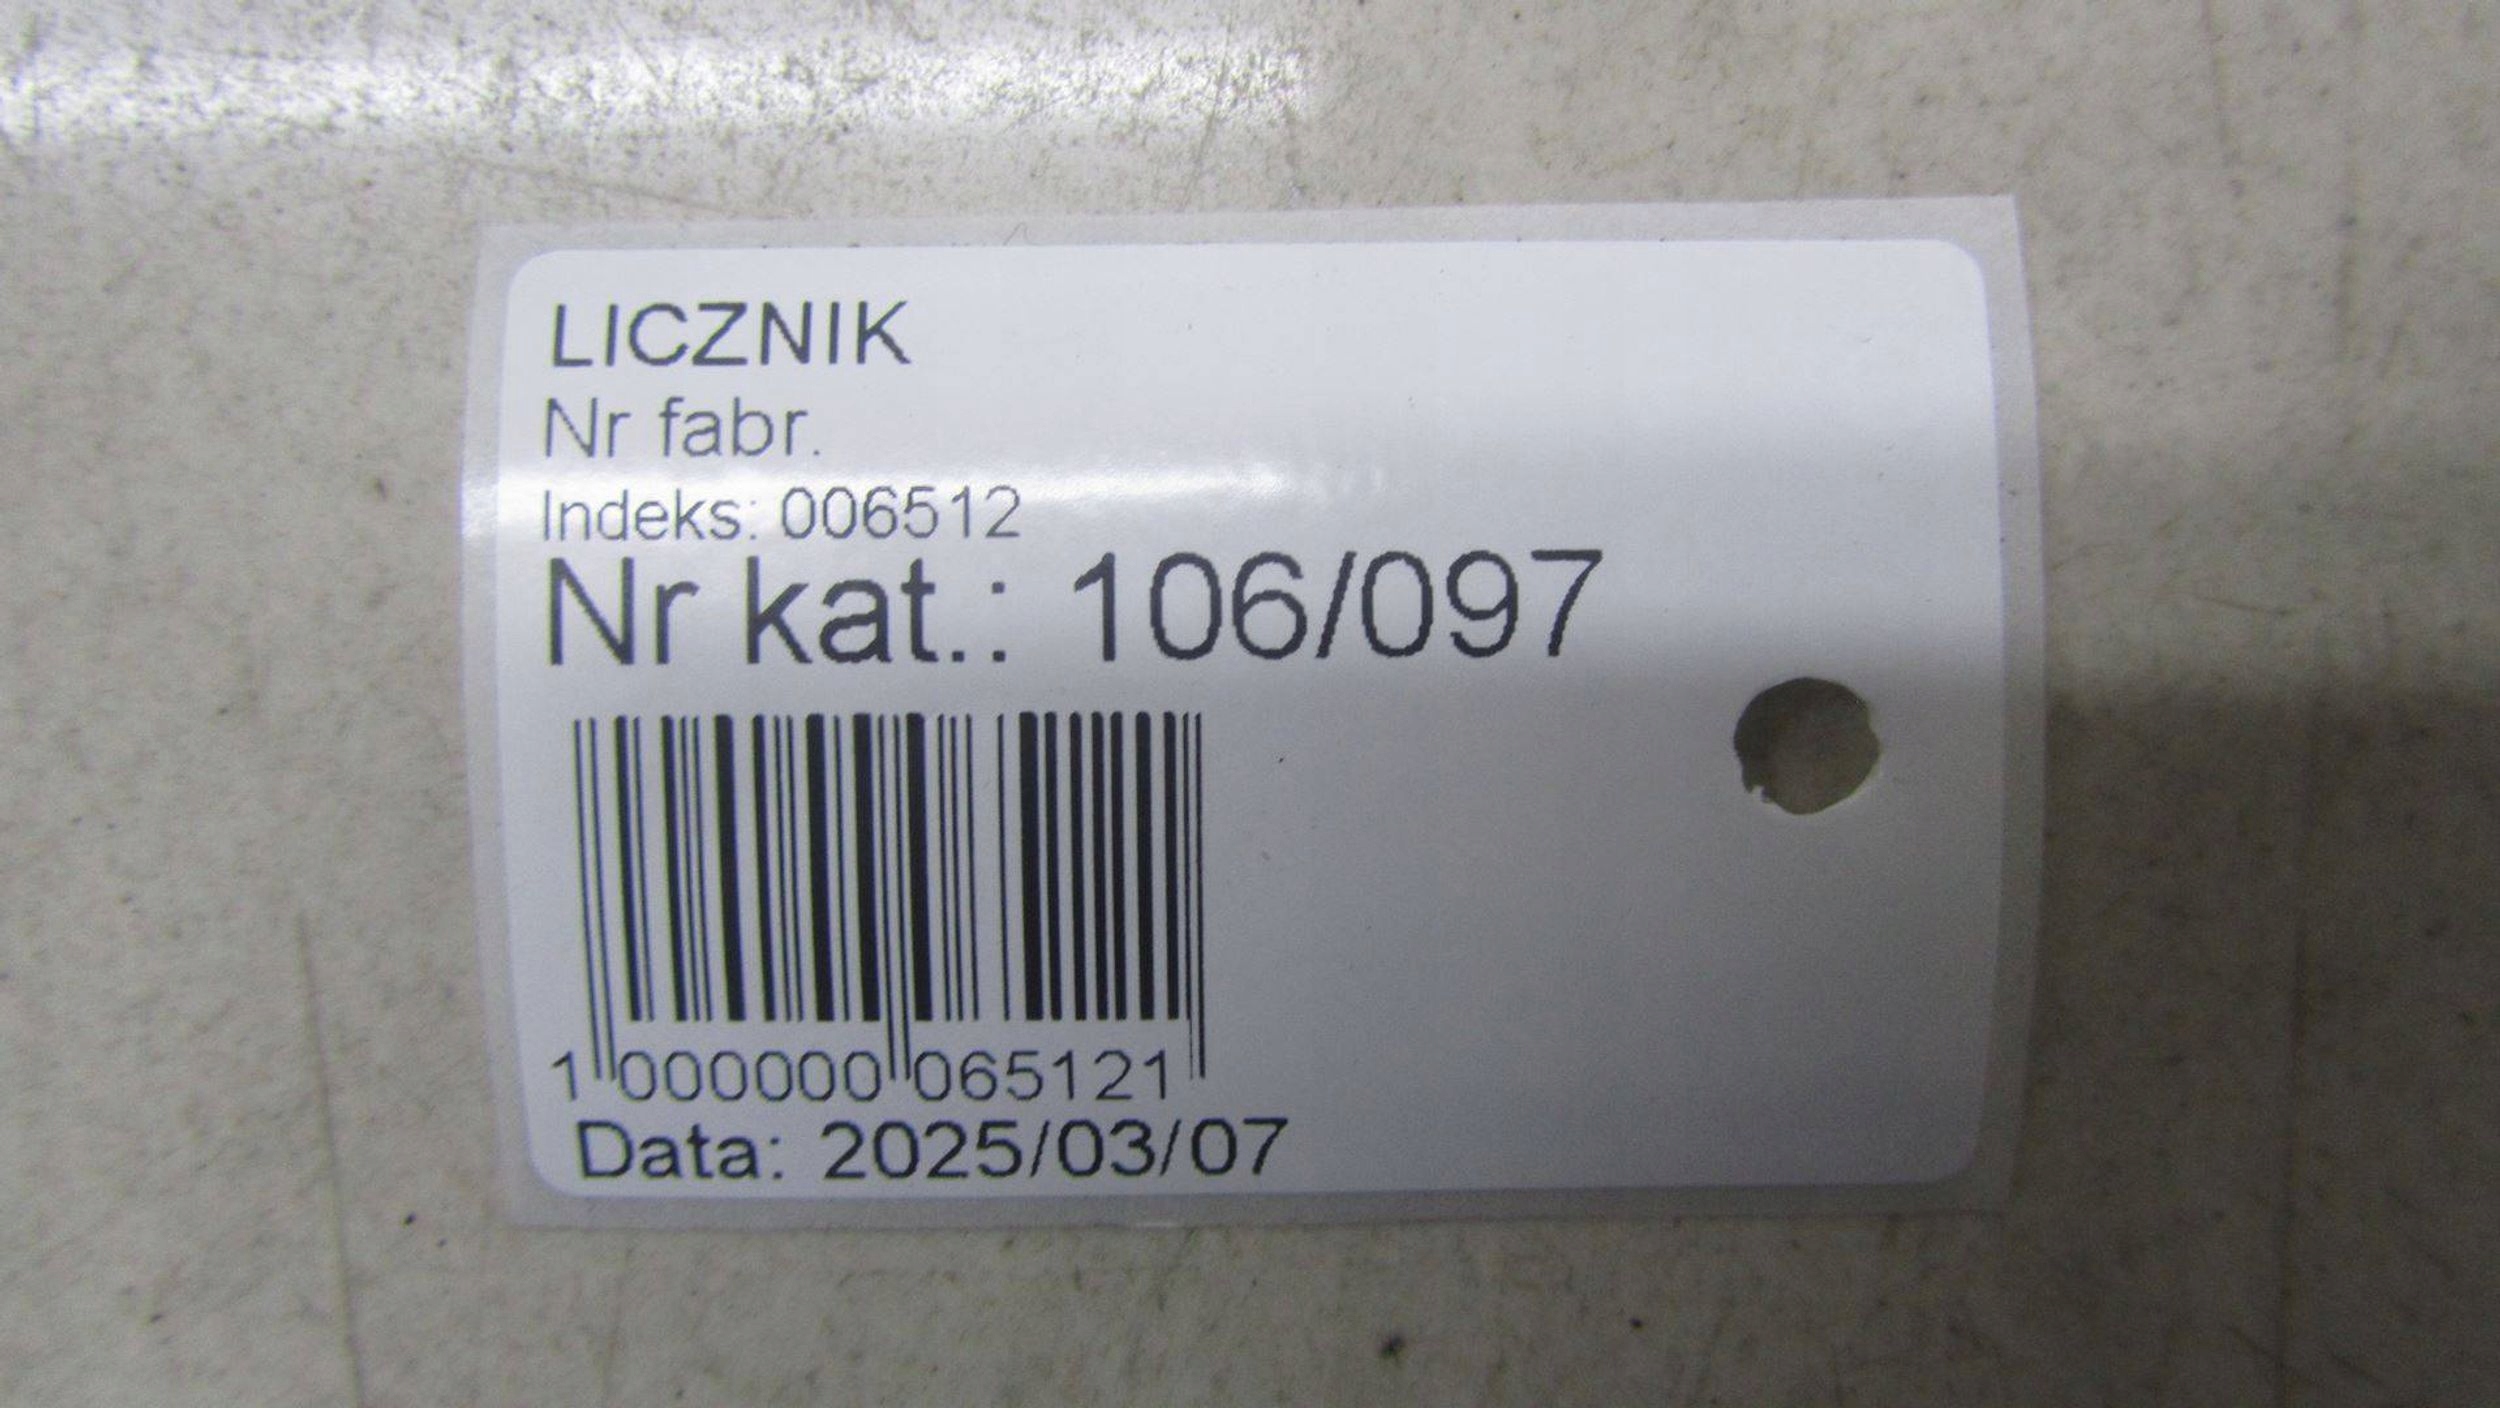 LICZNIK
Nr fabr.
Indeks: 006512
Nr kat.: 106/097
1 000000 065121
Data: 2025/03/07